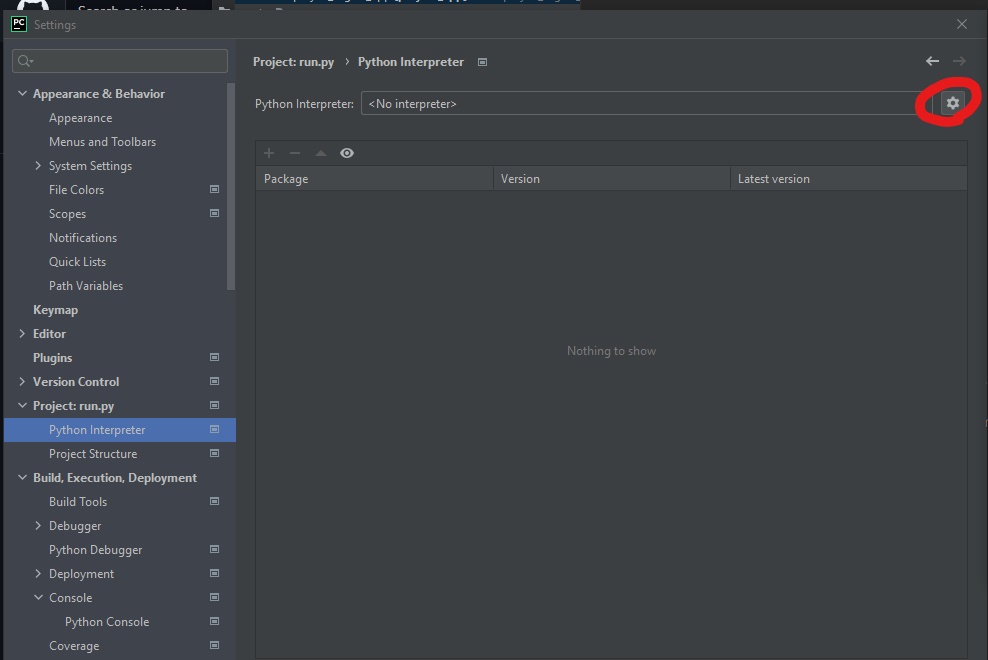 PC Settings
Project: run.py › Python Interpreter
Python Interpreter: <No interpreter>
Package Version Latest version
Nothing to show
Appearance & Behavior
Appearance
Menus and Toolbars
System Settings
File Colors
Scopes
Notifications
Quick Lists
Path Variables
Keymap
Editor
Plugins
Version Control
Project: run.py
Python Interpreter
Project Structure
Build, Execution, Deployment
Build Tools
Debugger
Python Debugger
Deployment
Console
Python Console
Coverage